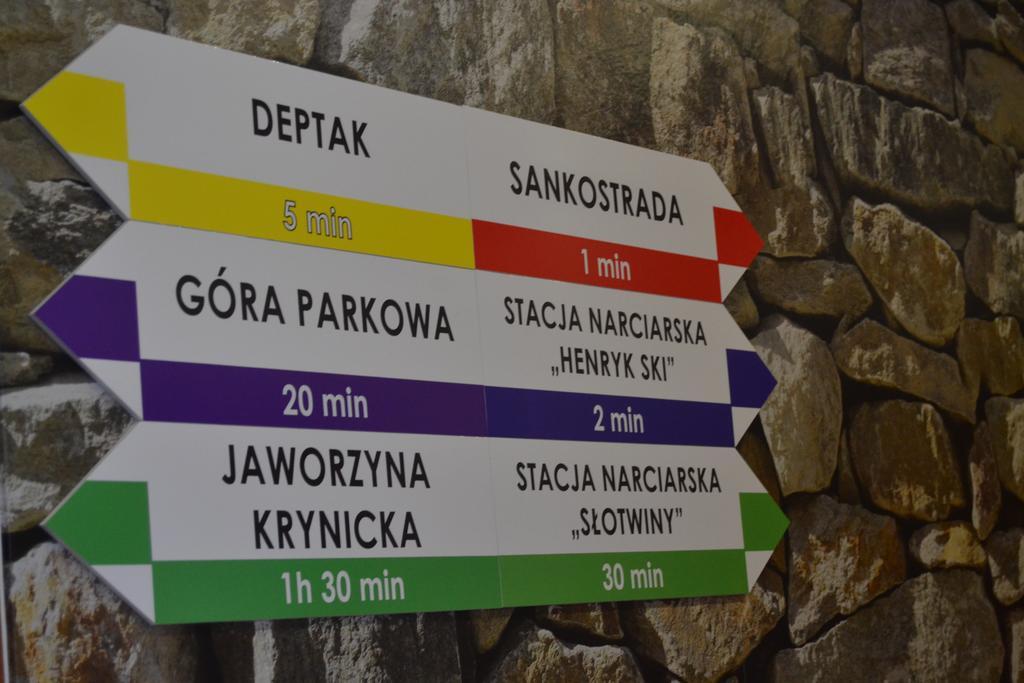 DEPTAK
5 min
SANKOSTRADA
1 min
GÓRA PARKOWA
20 min
STACJA NARCIARSKA
„HENRYK SKI”
2 min
JAWORZYNA
KRYNICKA
1h 30 min
STACJA NARCIARSKA
„SŁOTWINY”
30 min